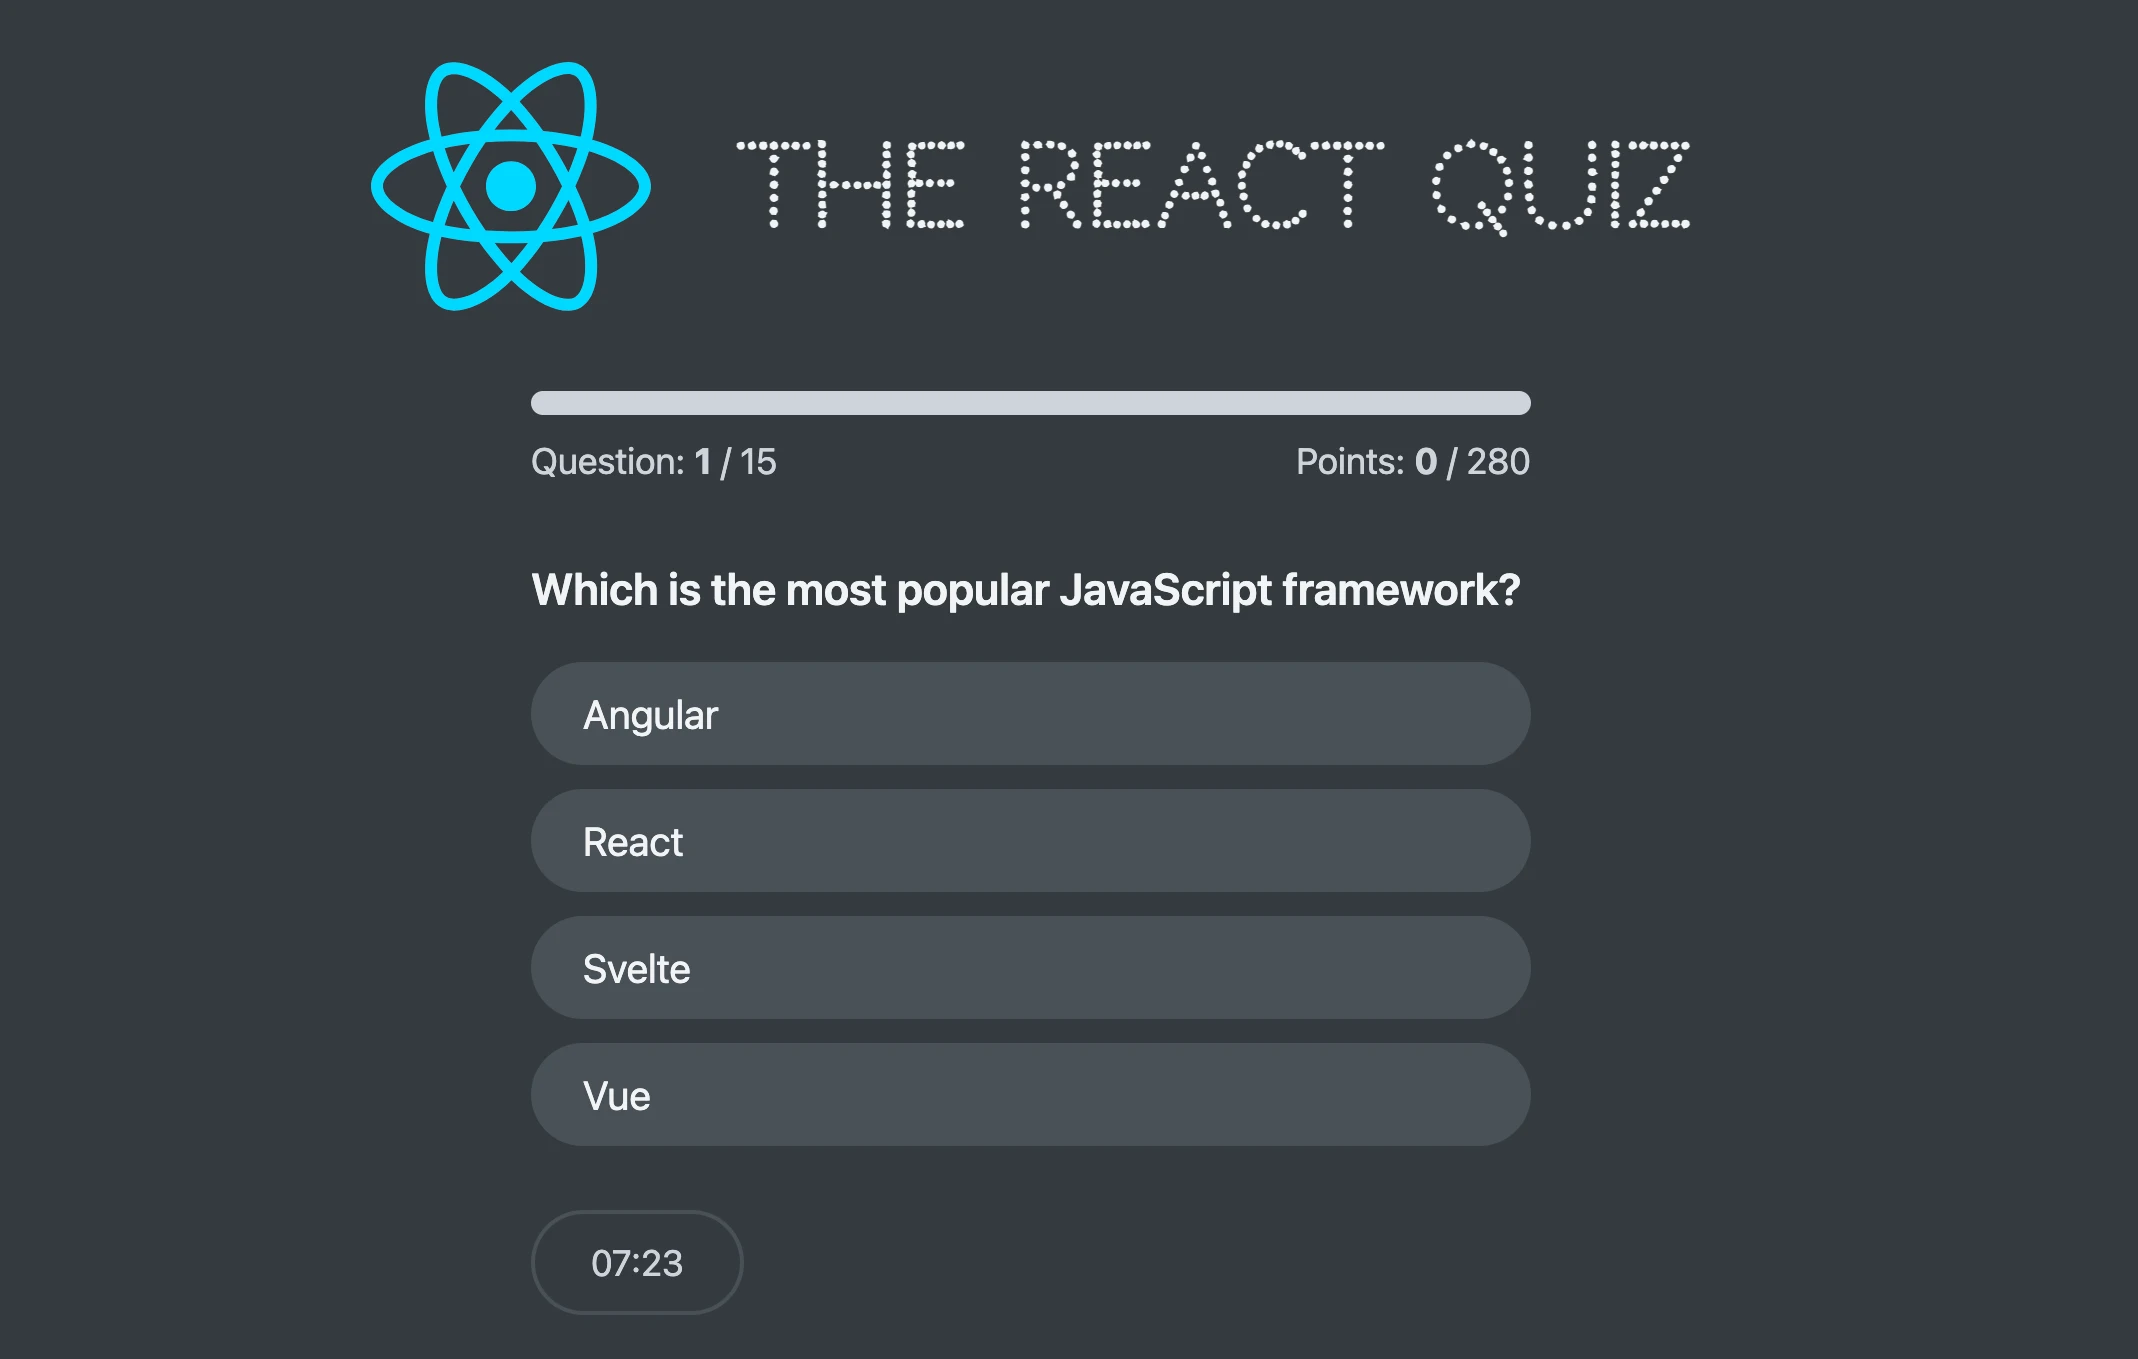 THE REACT QUIZ
Question: 1 / 15
Points: 0 / 280
Which is the most popular JavaScript framework?
Angular
React
Svelte
Vue
07:23